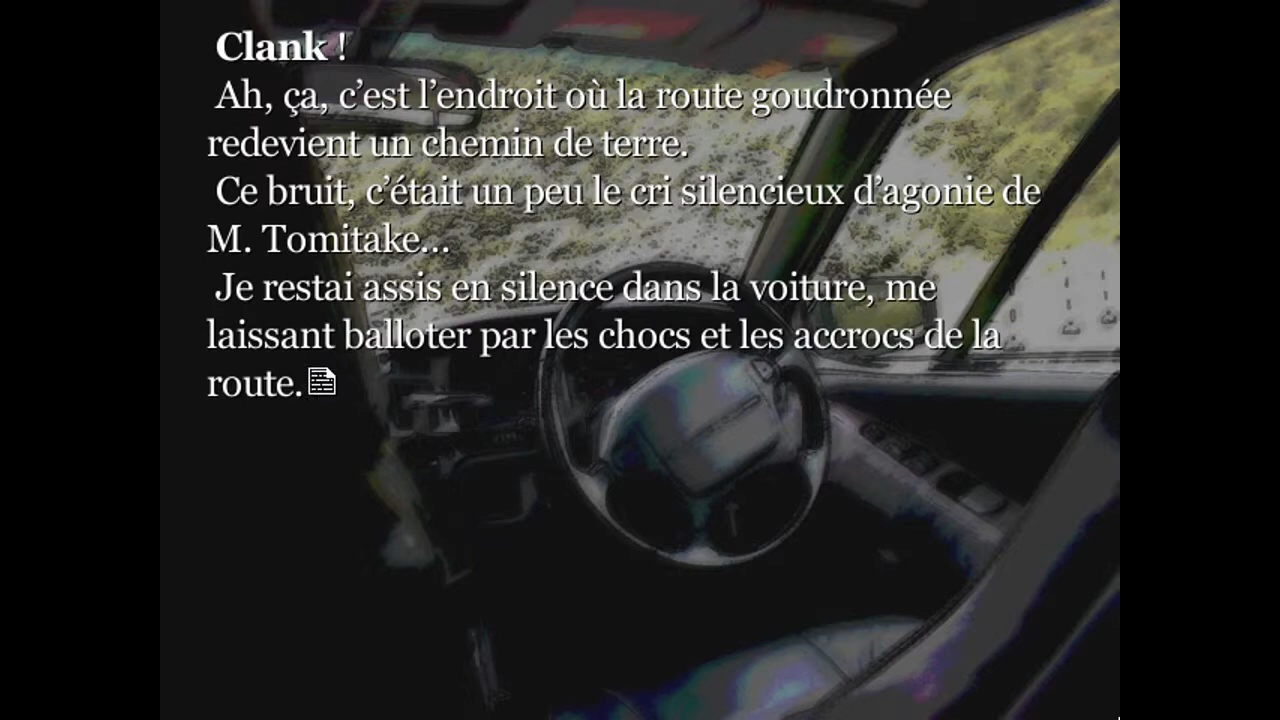 Clank !
Ah, ça, c’est l’endroit où la route goudronnée
redevient un chemin de terre.
Ce bruit, c’était un peu le cri silencieux d’agonie de
M. Tomitake...
Je restai assis en silence dans la voiture, me
laissant balloter par les chocs et les accrocs de la
route.